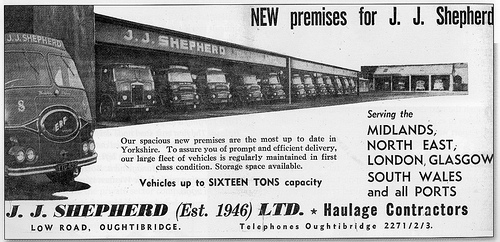 NEW premises for J. J. Shepherd
J. J. SHEPHERD
J. J. SHEPHERD
8
ERF
Our spacious new premises are the most up to date in
Yorkshire. To assure you of prompt and efficient delivery,
our large fleet of vehicles is regularly maintained in first
class condition. Storage space available.
Vehicles up to SIXTEEN TONS capacity
Serving the
MIDLANDS,
NORTH EAST,
LONDON, GLASGOW
SOUTH WALES
and all PORTS
J. J. SHEPHERD (Est. 1946) LTD. ★ Haulage Contractors
LOW ROAD, OUGHTIBRIDGE. Telephones Oughtibridge 2271/2/3.